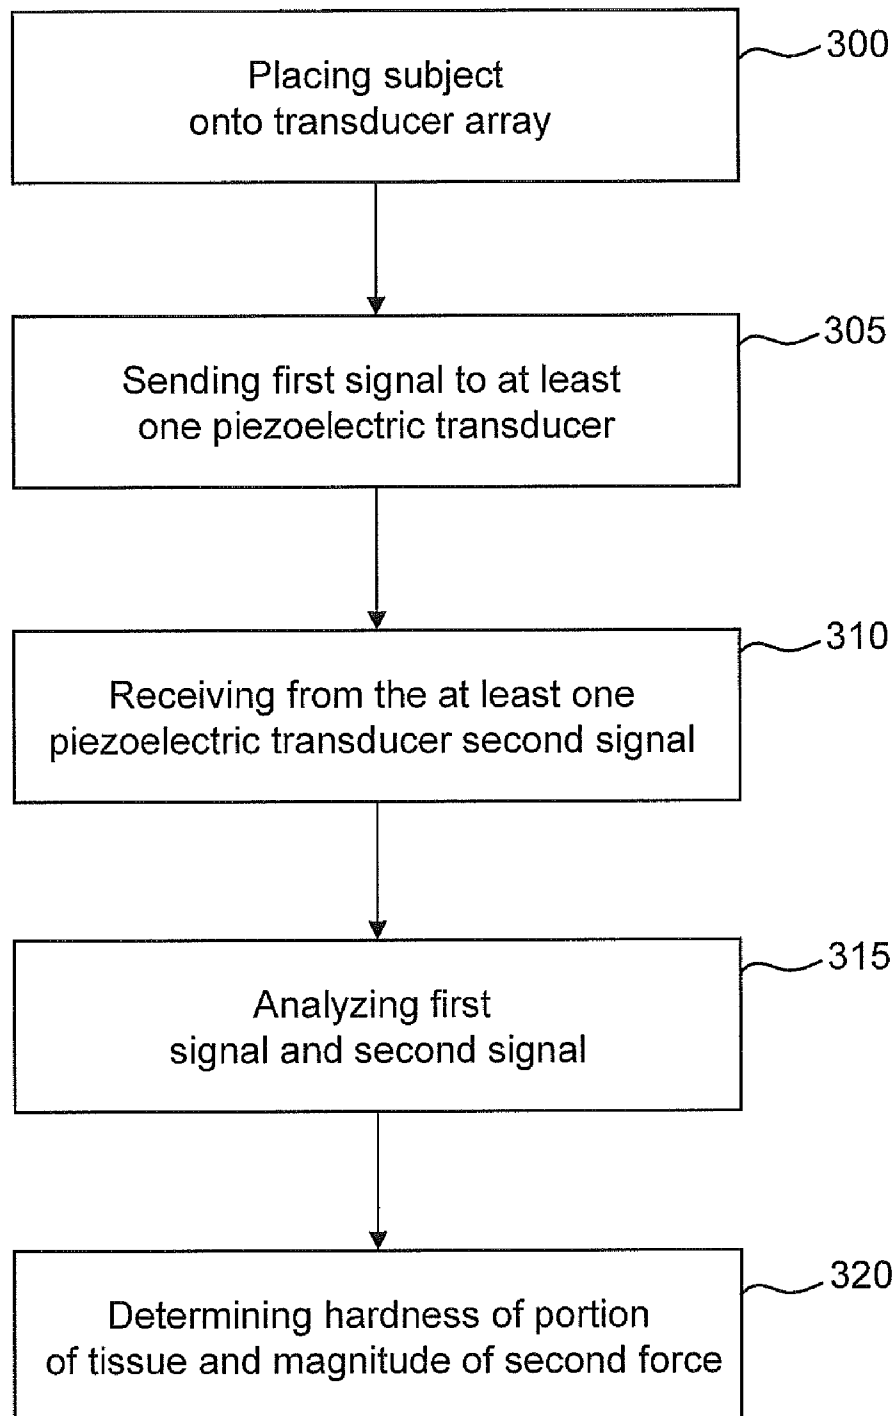 Placing subject
onto transducer array
300
Sending first signal to at least
one piezoelectric transducer
305
Receiving from the at least one
piezoelectric transducer second signal
310
Analyzing first
signal and second signal
315
Determining hardness of portion
of tissue and magnitude of second force
320